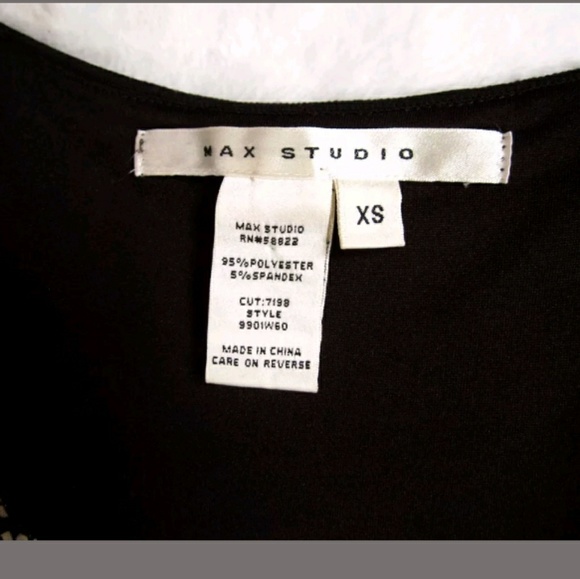 MAX STUDIO
XS
MAX STUDIO
RN#58822
95%POLYESTER
5%SPANDEX
CUT:7198
STYLE
9901W60
MADE IN CHINA
CARE ON REVERSE